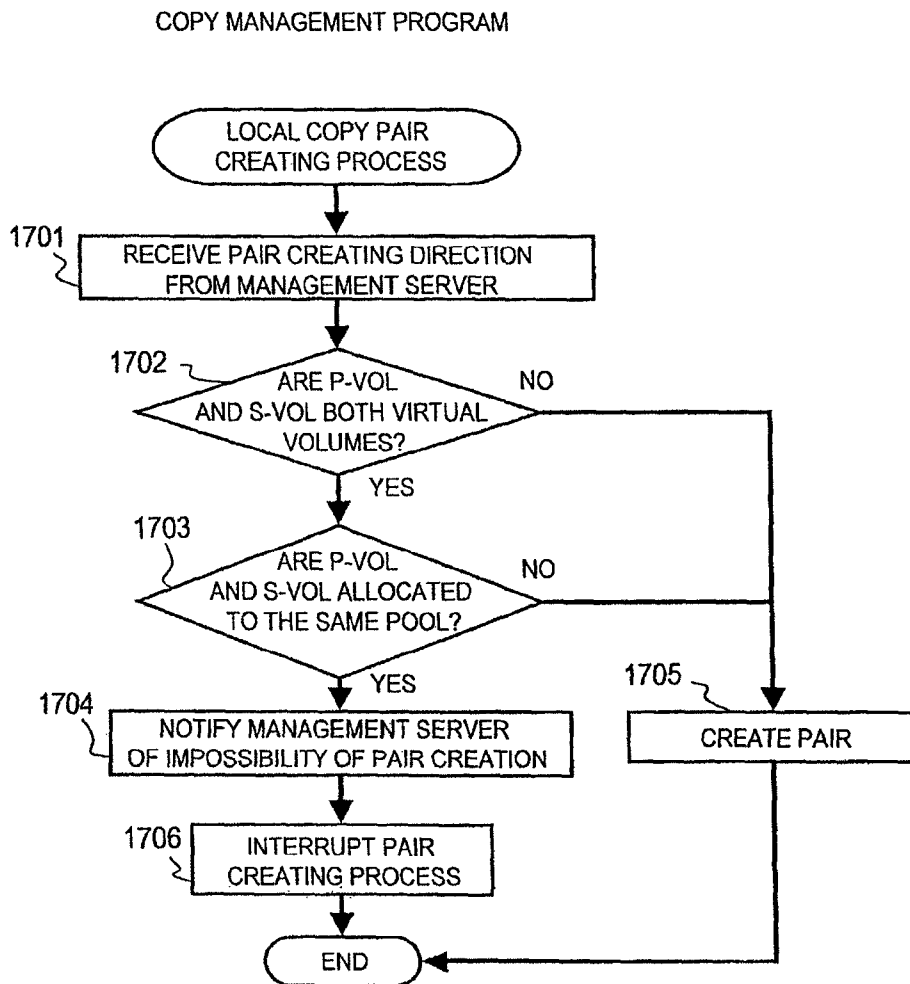 COPY MANAGEMENT PROGRAM
LOCAL COPY PAIR
CREATING PROCESS
1701
RECEIVE PAIR CREATING DIRECTION
FROM MANAGEMENT SERVER
1702
ARE P-VOL
AND S-VOL BOTH VIRTUAL
VOLUMES?
NO
YES
1703
ARE P-VOL
AND S-VOL ALLOCATED
TO THE SAME POOL?
NO
YES
1704
NOTIFY MANAGEMENT SERVER
OF IMPOSSIBILITY OF PAIR CREATION
1705
CREATE PAIR
1706
INTERRUPT PAIR
CREATING PROCESS
END